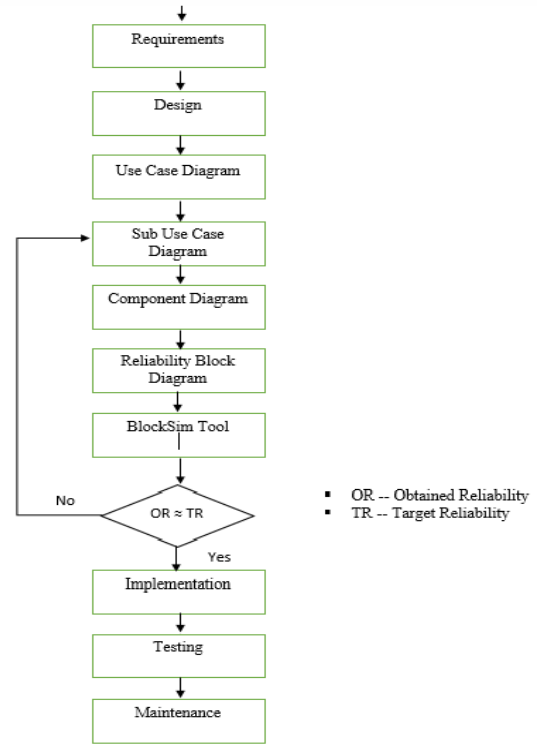 Requirements
Design
Use Case Diagram
Sub Use Case
Diagram
Component Diagram
Reliability Block
Diagram
BlockSim Tool
No
OR ≈ TR
▪ OR -- Obtained Reliability
▪ TR -- Target Reliability
Yes
Implementation
Testing
Maintenance